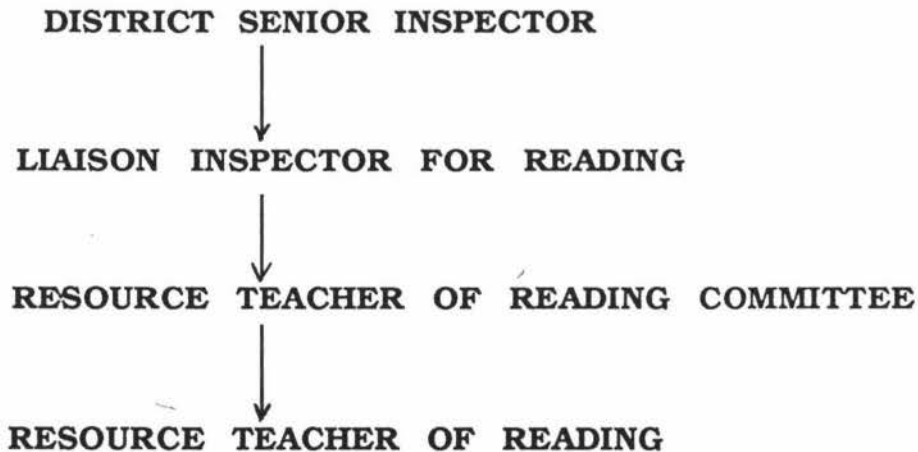 DISTRICT SENIOR INSPECTOR
LIAISON INSPECTOR FOR READING
RESOURCE TEACHER OF READING COMMITTEE
RESOURCE TEACHER OF READING